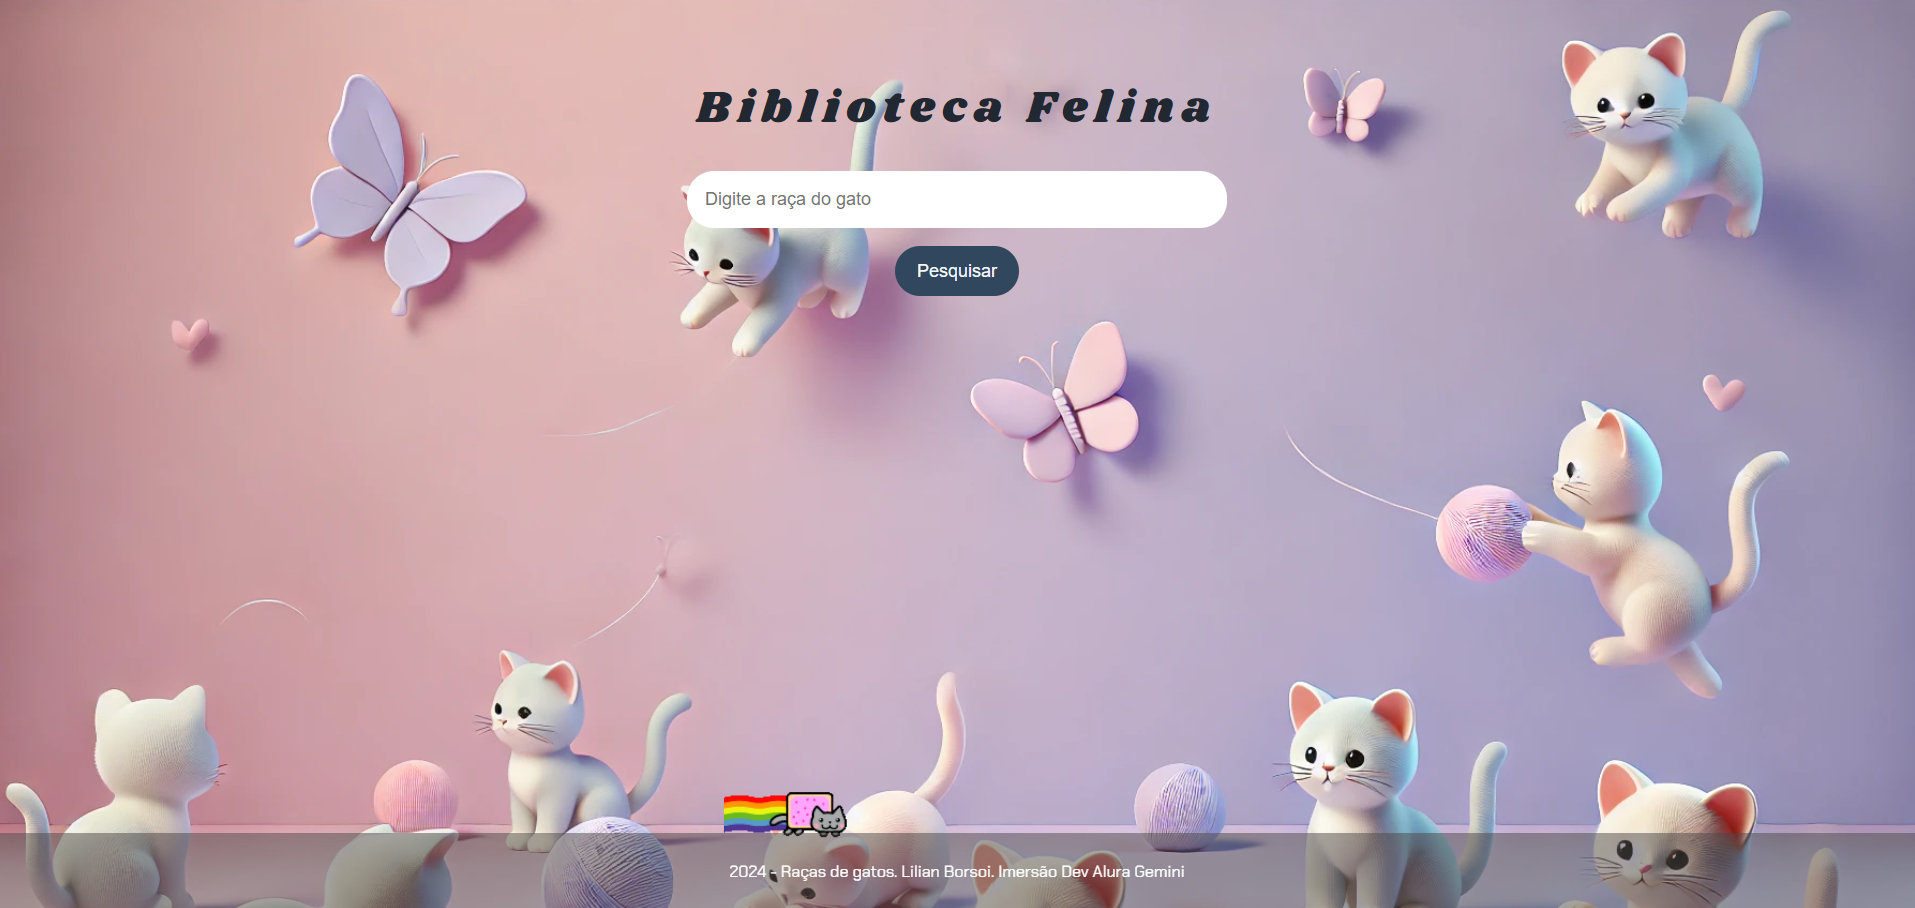 Biblioteca Felina
Digite a raça do gato
Pesquisar
2024 - Raças de gatos. Lilian Borsoi. Imersão Dev Alura Gemini